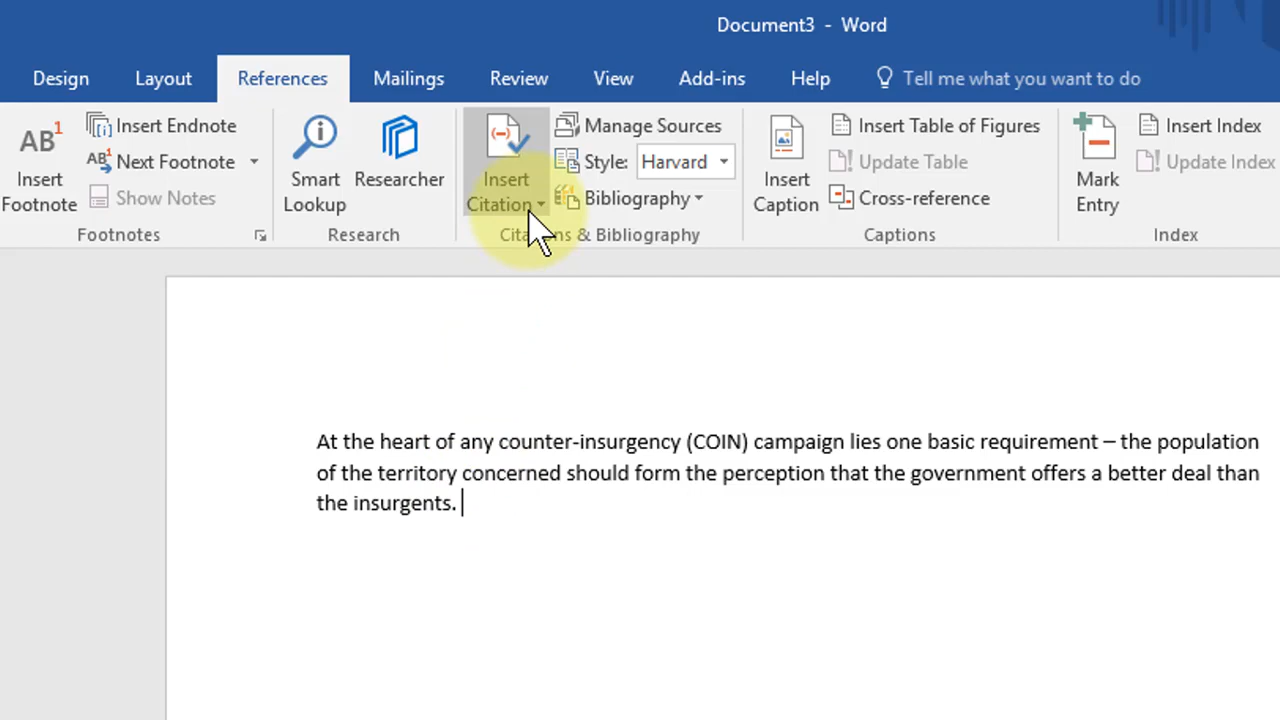 Document3 - Word
Design Layout References Mailings Review View Add-ins Help Tell me what you want to do
AB1
Insert
Footnote
Insert Endnote
Next Footnote
Show Notes
Footnotes
Smart
Lookup
Researcher
Research
Insert
Citation
Manage Sources
Style: Harvard
Bibliography
Citations & Bibliography
Insert
Caption
Insert Table of Figures
Update Table
Cross-reference
Captions
Mark
Entry
Insert Index
Update Index
Index
At the heart of any counter-insurgency (COIN) campaign lies one basic requirement – the population
of the territory concerned should form the perception that the government offers a better deal than
the insurgents.